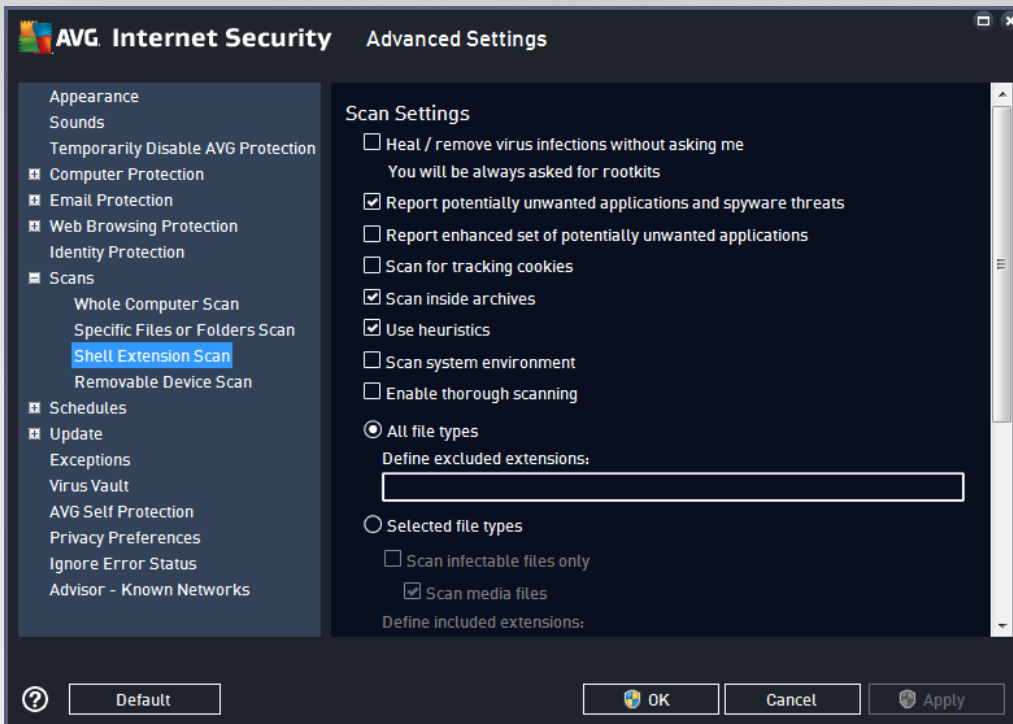 AVG. Internet Security Advanced Settings
Appearance
Sounds
Temporarily Disable AVG Protection
Computer Protection
Email Protection
Web Browsing Protection
Identity Protection
Scans
Whole Computer Scan
Specific Files or Folders Scan
Shell Extension Scan
Removable Device Scan
Schedules
Update
Exceptions
Virus Vault
AVG Self Protection
Privacy Preferences
Ignore Error Status
Advisor - Known Networks
Scan Settings
Heal / remove virus infections without asking me
You will be always asked for rootkits
Report potentially unwanted applications and spyware threats
Report enhanced set of potentially unwanted applications
Scan for tracking cookies
Scan inside archives
Use heuristics
Scan system environment
Enable thorough scanning
All file types
Define excluded extensions:
Selected file types
Scan infectable files only
Scan media files
Define included extensions:
? Default OK Cancel Apply